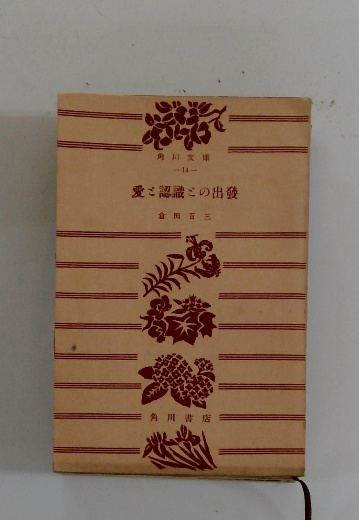 角川文庫
—14—
愛と認識との出發
倉田百三
角川書店